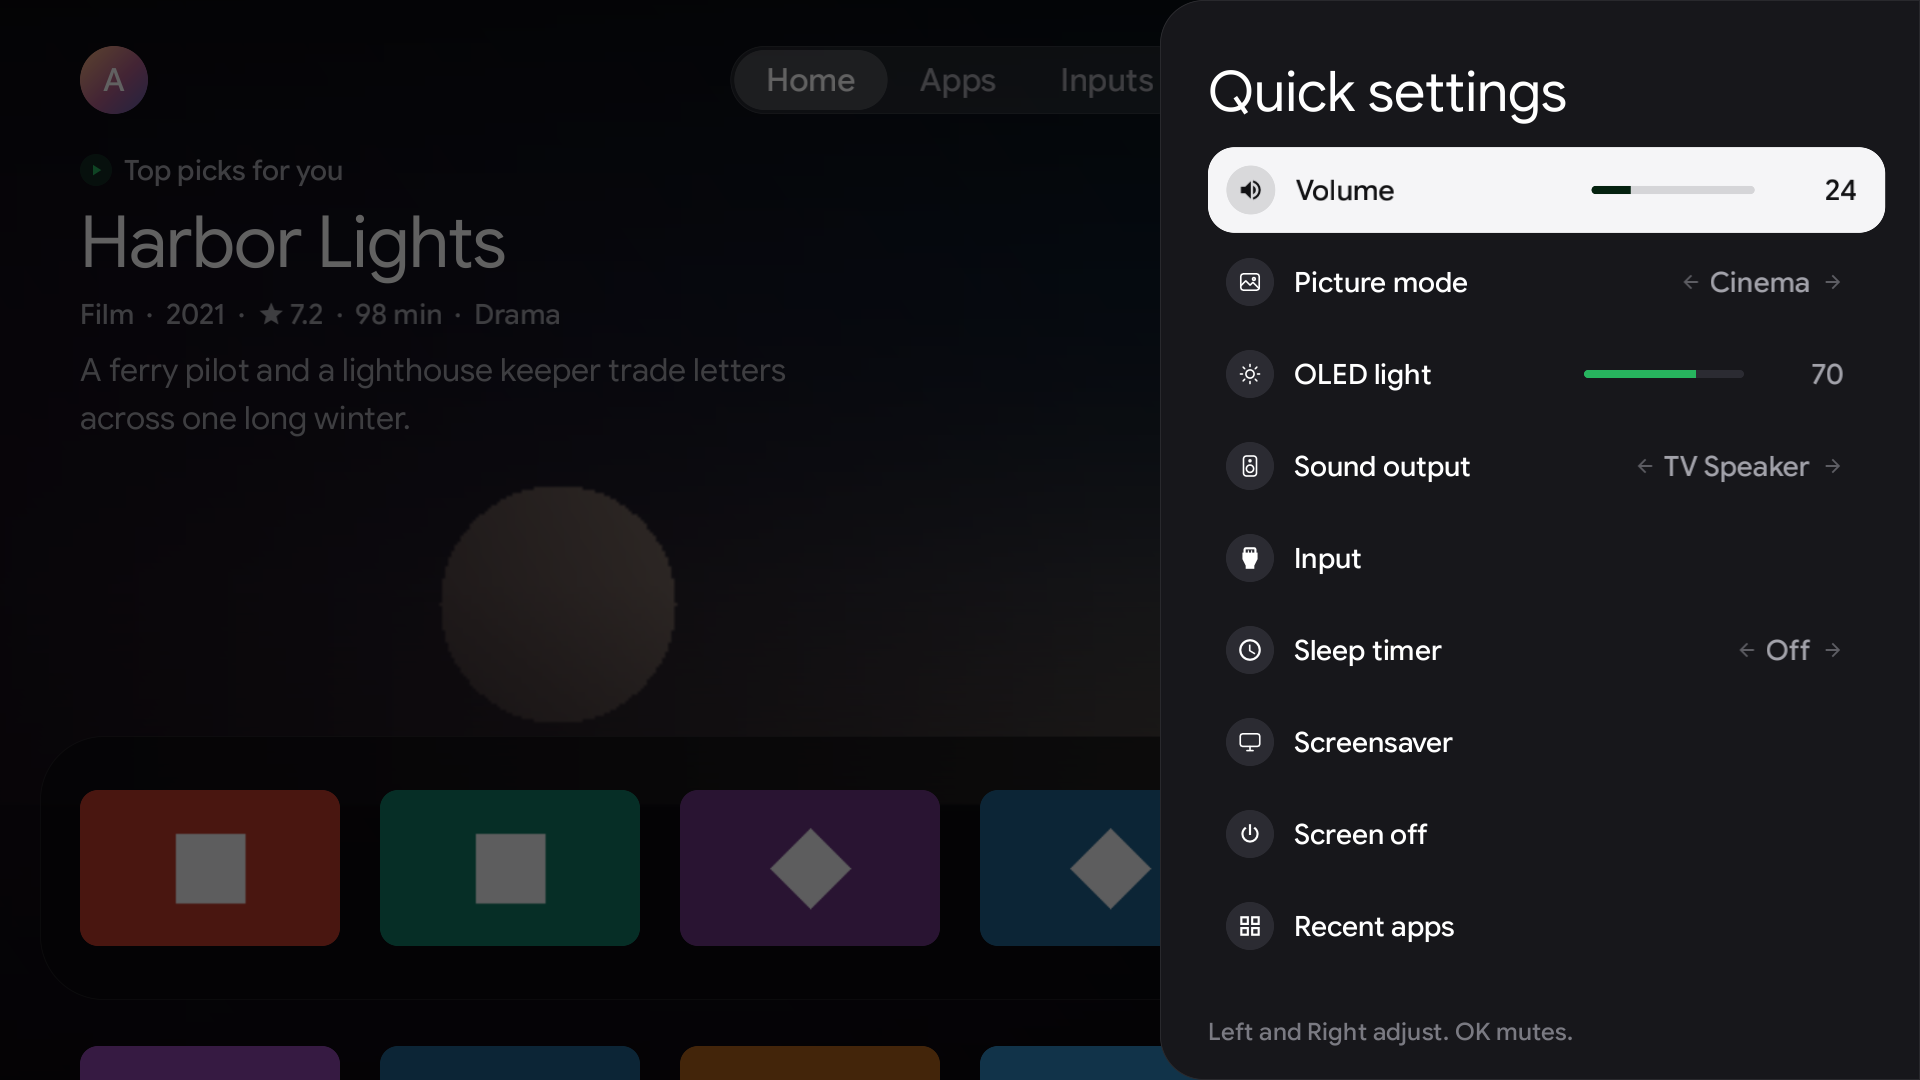 A
Home Apps Inputs
Top picks for you
Harbor Lights
Film · 2021 · ★ 7.2 · 98 min · Drama
A ferry pilot and a lighthouse keeper trade letters
across one long winter.
Quick settings
Volume 24
Picture mode ← Cinema →
OLED light 70
Sound output ← TV Speaker →
Input
Sleep timer ← Off →
Screensaver
Screen off
Recent apps
Left and Right adjust. OK mutes.